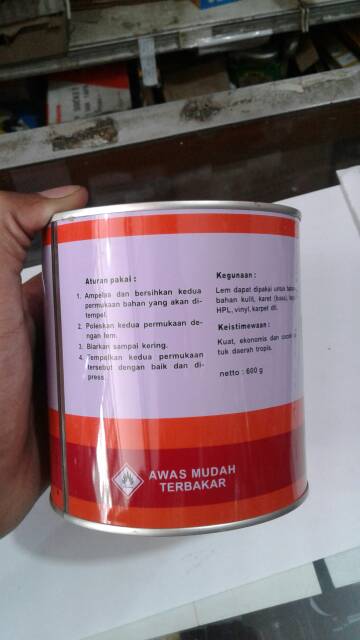 Aturan pakai :
1. Ampelas dan bersihkan kedua
permukaan bahan yang akan di-
tempel.
2. Poleskan kedua permukaan de-
ngan lem.
3. Biarkan sampai kering.
4. Tempelkan kedua permukaan
tersebut dengan baik dan di-
press.
Kegunaan :
Lem dapat dipakai untuk
bahan kulit, karet (busa),
HPL, vinyl, karpet dll.
Keistimewaan :
Kuat, ekonomis dan
tuk daerah tropis.
netto : 600 g
AWAS MUDAH
TERBAKAR